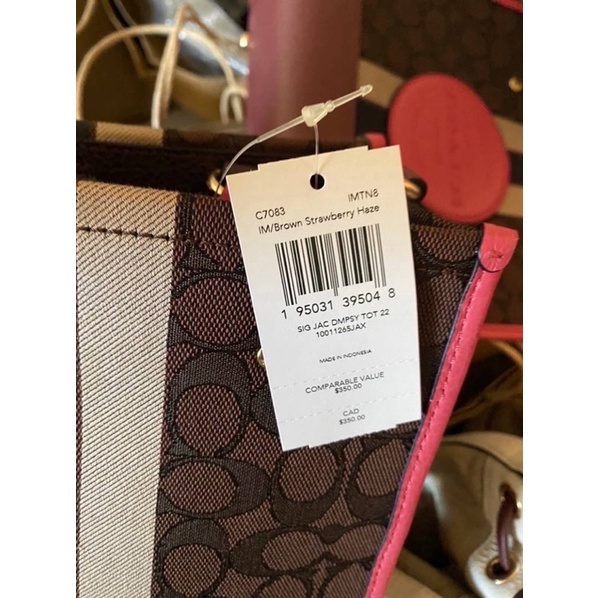 C7083 IMTN8
IM/Brown Strawberry Haze
1 95031 39504 8
SIG JAC DMPSY TOT 22
10011265JAX
MADE IN INDONESIA
COMPARABLE VALUE
$350.00
CAD
$350.00